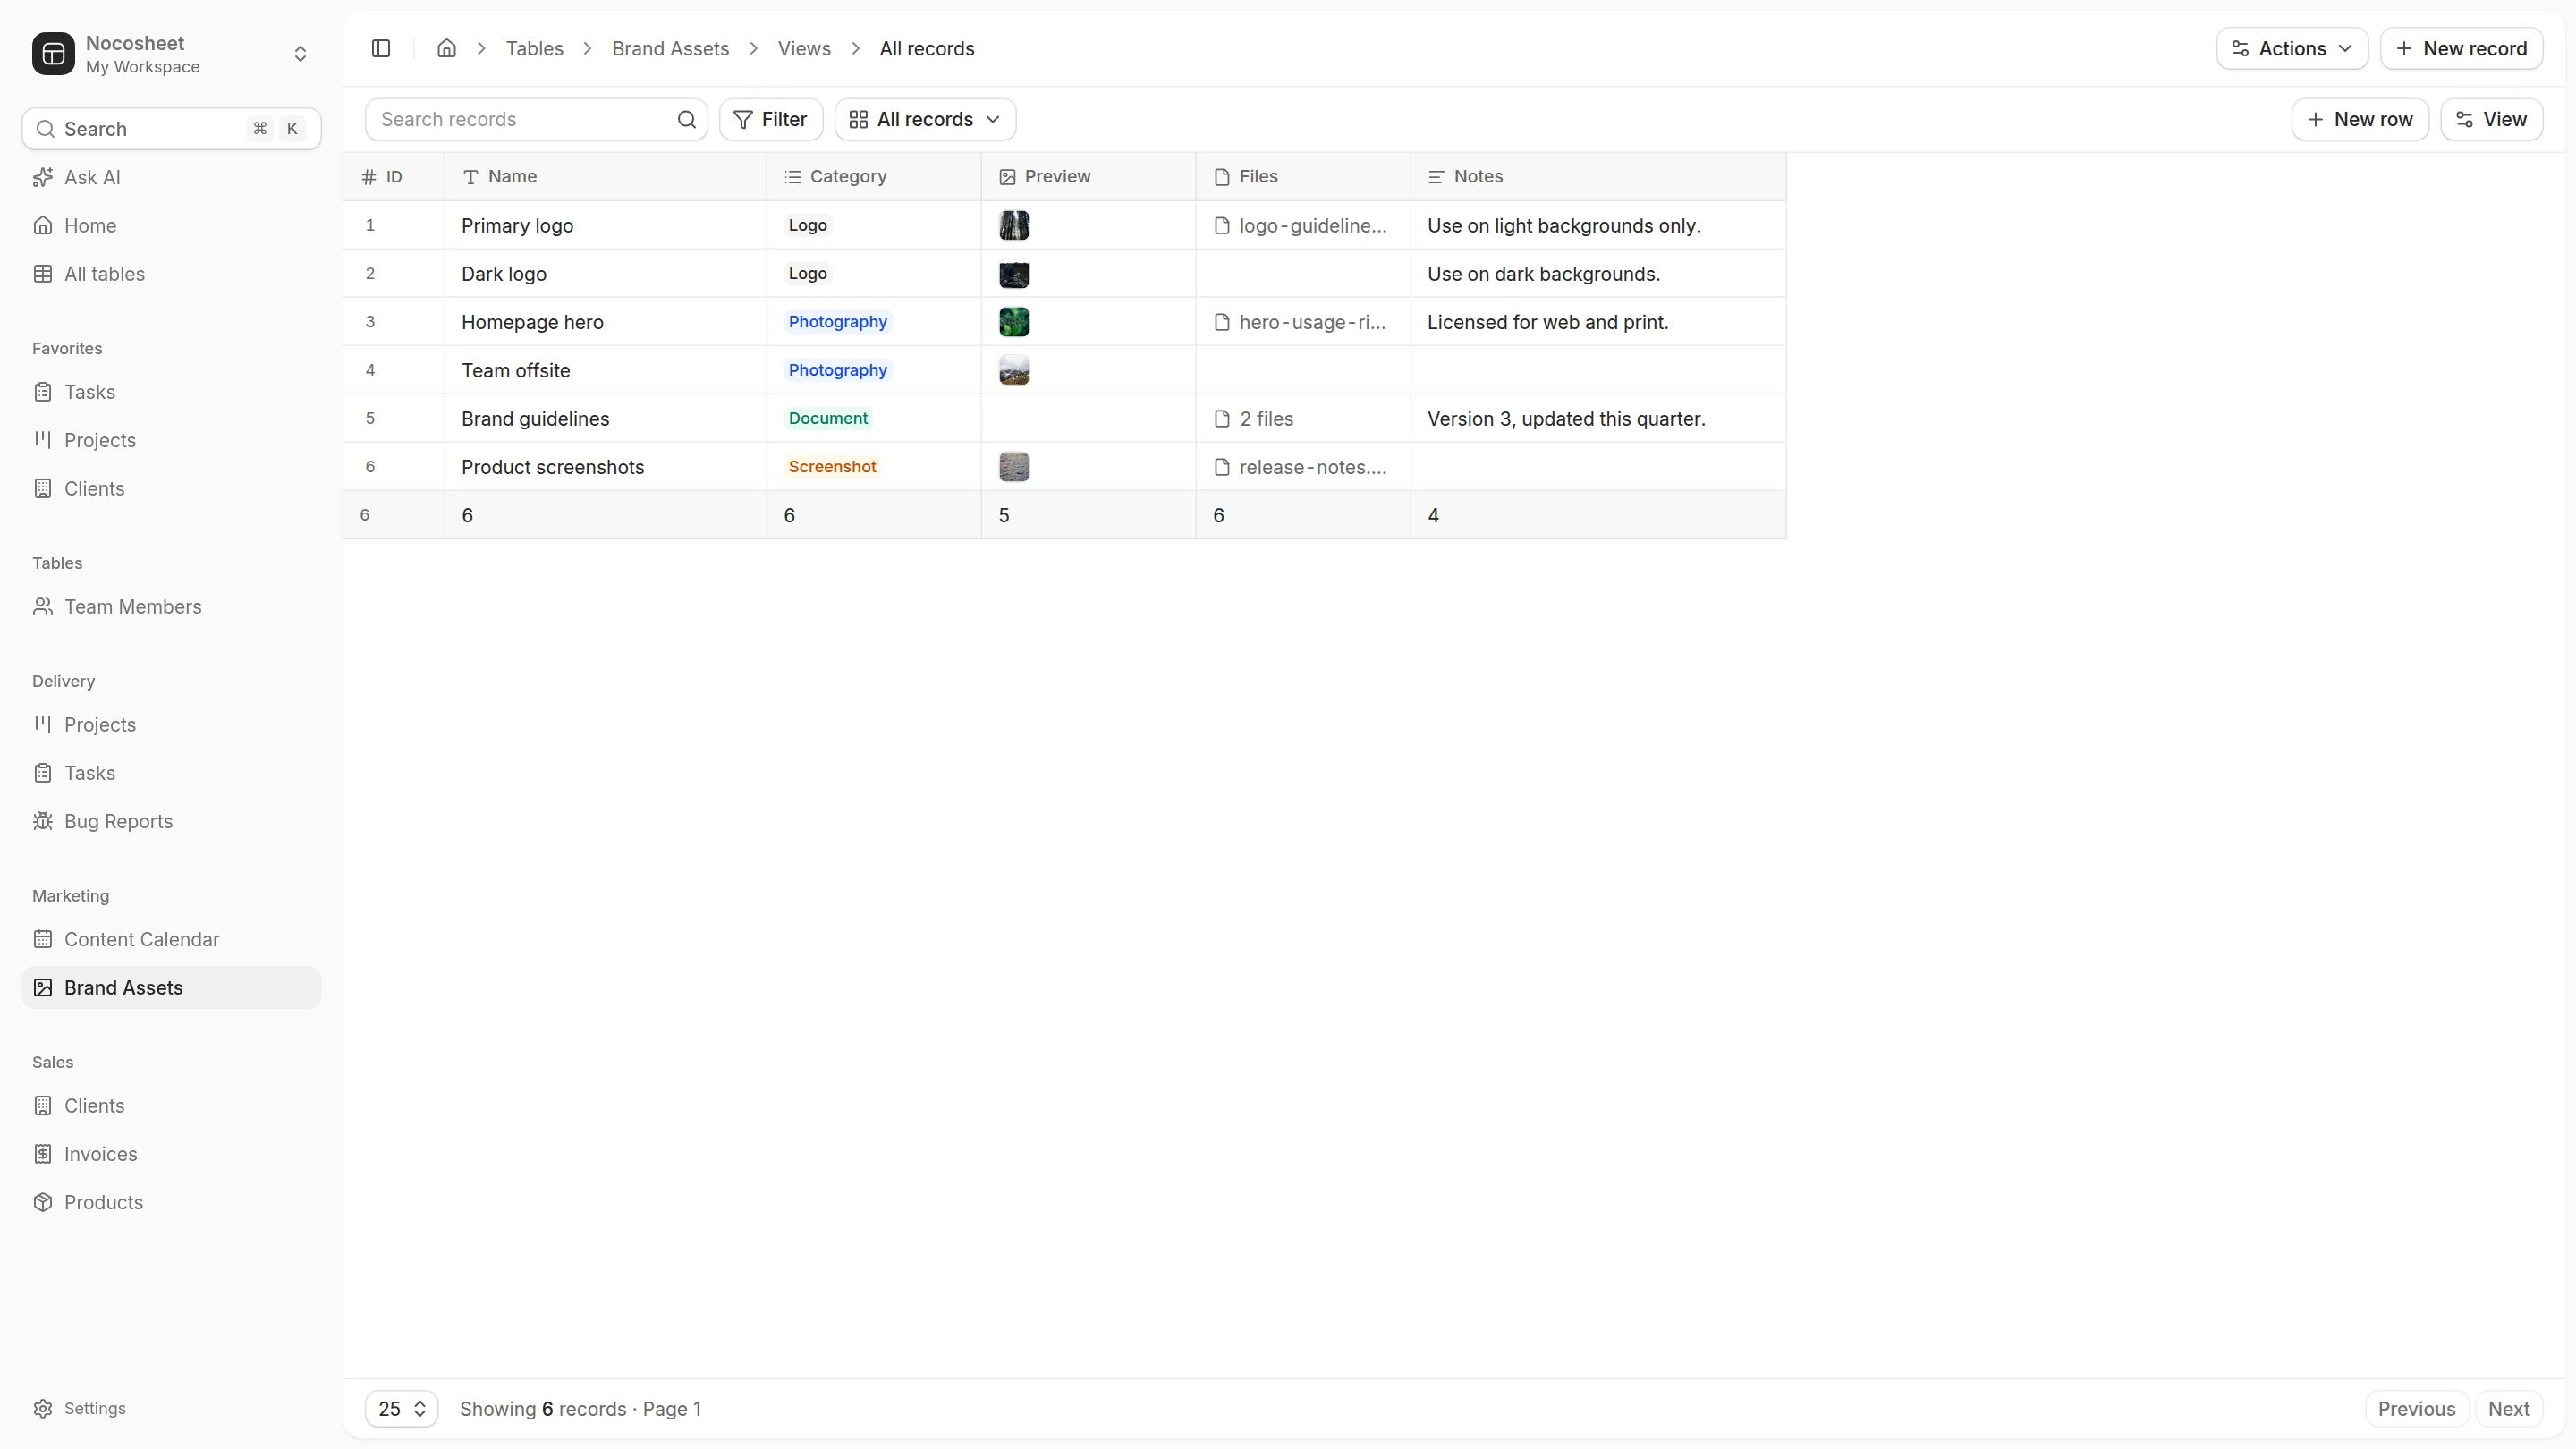 Nocosheet
My Workspace
Search ⌘ K
Ask AI
Home
All tables
Favorites
Tasks
Projects
Clients
Tables
Team Members
Delivery
Projects
Tasks
Bug Reports
Marketing
Content Calendar
Brand Assets
Sales
Clients
Invoices
Products
Settings
Tables Brand Assets Views All records
Actions New record
Search records Filter All records New row View
ID Name Category Preview Files Notes
1 Primary logo Logo logo-guideline... Use on light backgrounds only.
2 Dark logo Logo Use on dark backgrounds.
3 Homepage hero Photography hero-usage-ri... Licensed for web and print.
4 Team offsite Photography
5 Brand guidelines Document 2 files Version 3, updated this quarter.
6 Product screenshots Screenshot release-notes....
6 6 6 5 6 4
25 Showing 6 records · Page 1 Previous Next